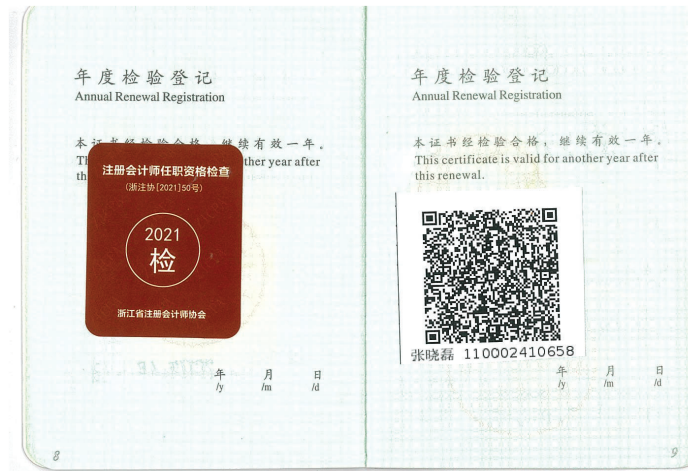 年度检验登记
Annual Renewal Registration
本证书经检验合格，继续有效一年。
Th ther year after
th
注册会计师任职资格检查
(浙注协[2021]50号)
2021
检
浙江省注册会计师协会
年 月 日
/y /m /d
8
年度检验登记
Annual Renewal Registration
本证书经检验合格，继续有效一年。
This certificate is valid for another year after
this renewal.
张晓磊 110002410658
年 月 日
/y /m /d
9